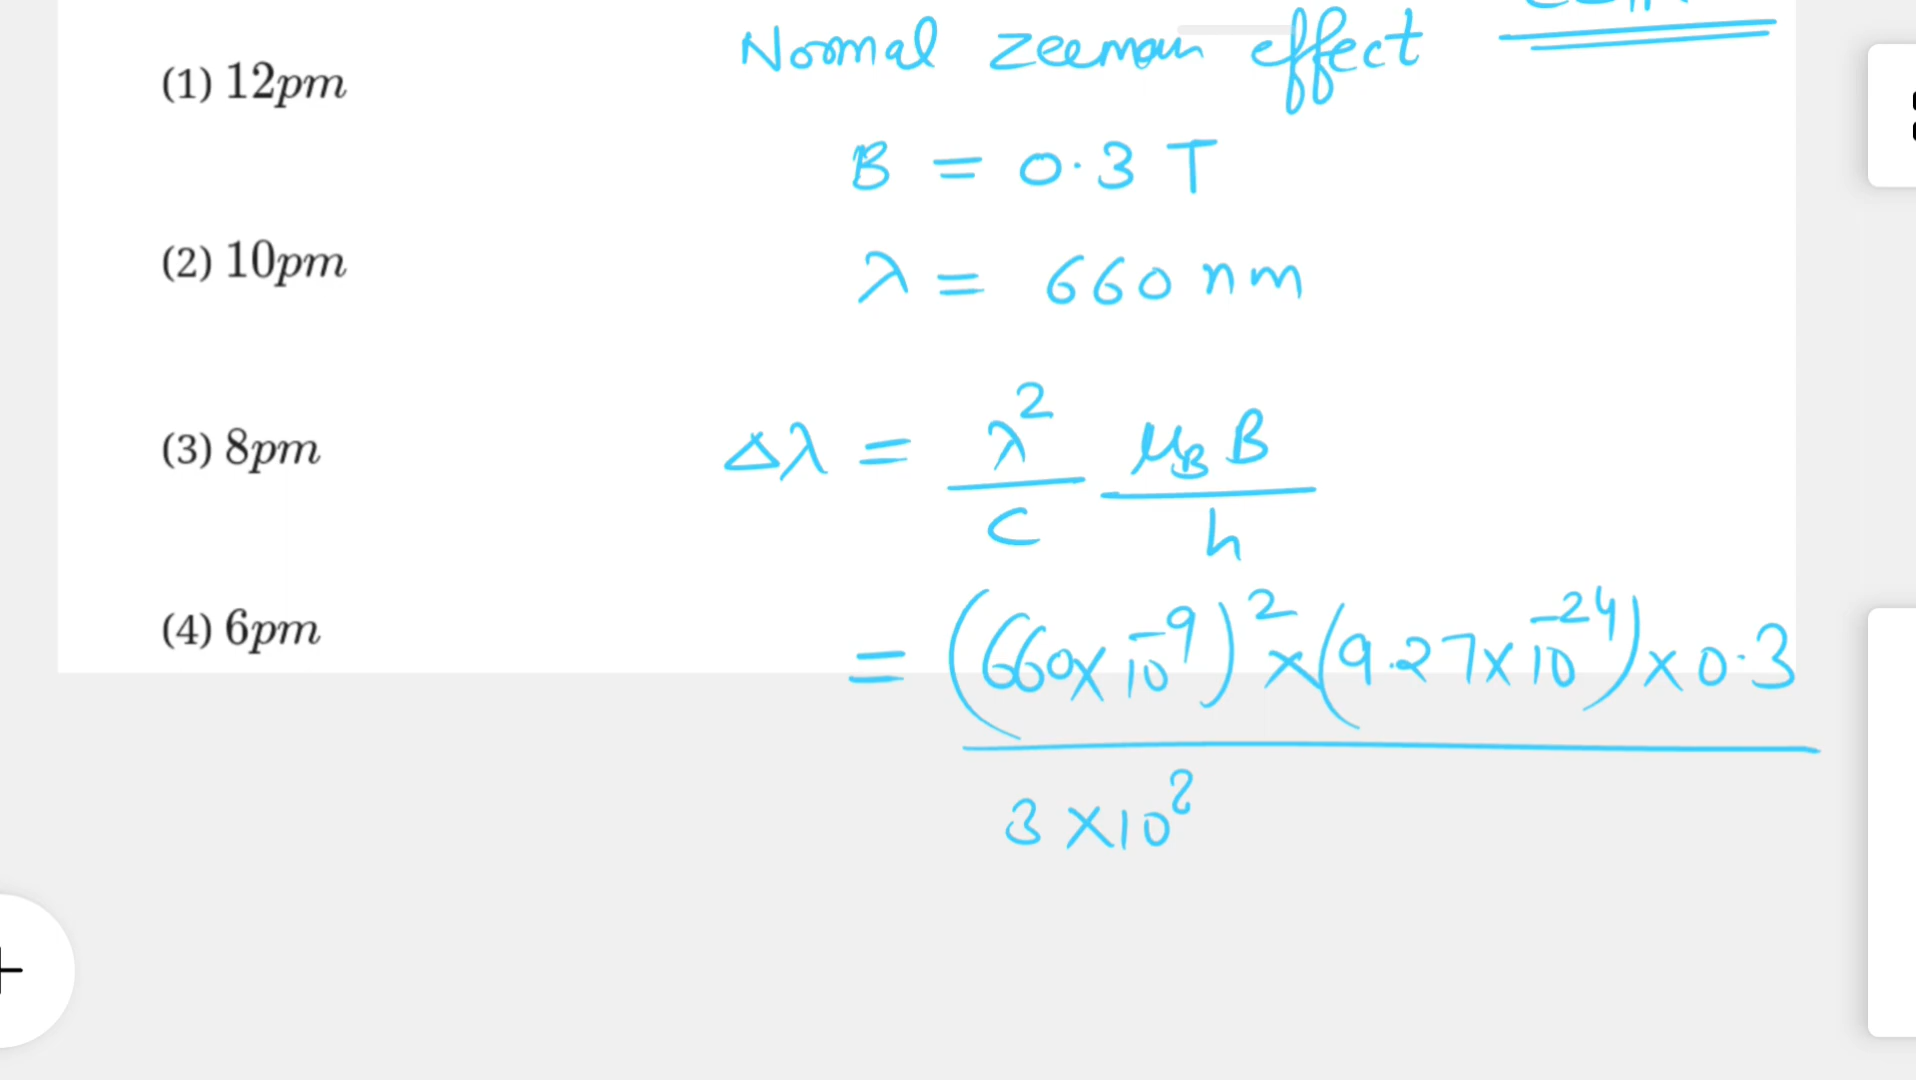 (1) 12pm
Normal Zeeman effect
B = 0.3 T
(2) 10pm
λ = 660 nm
(3) 8pm
Δλ = λ² / C μ_B B / h
(4) 6pm
= (660 × 10⁻⁹)² × (9.27 × 10⁻²⁴) × 0.3
3 × 10⁸